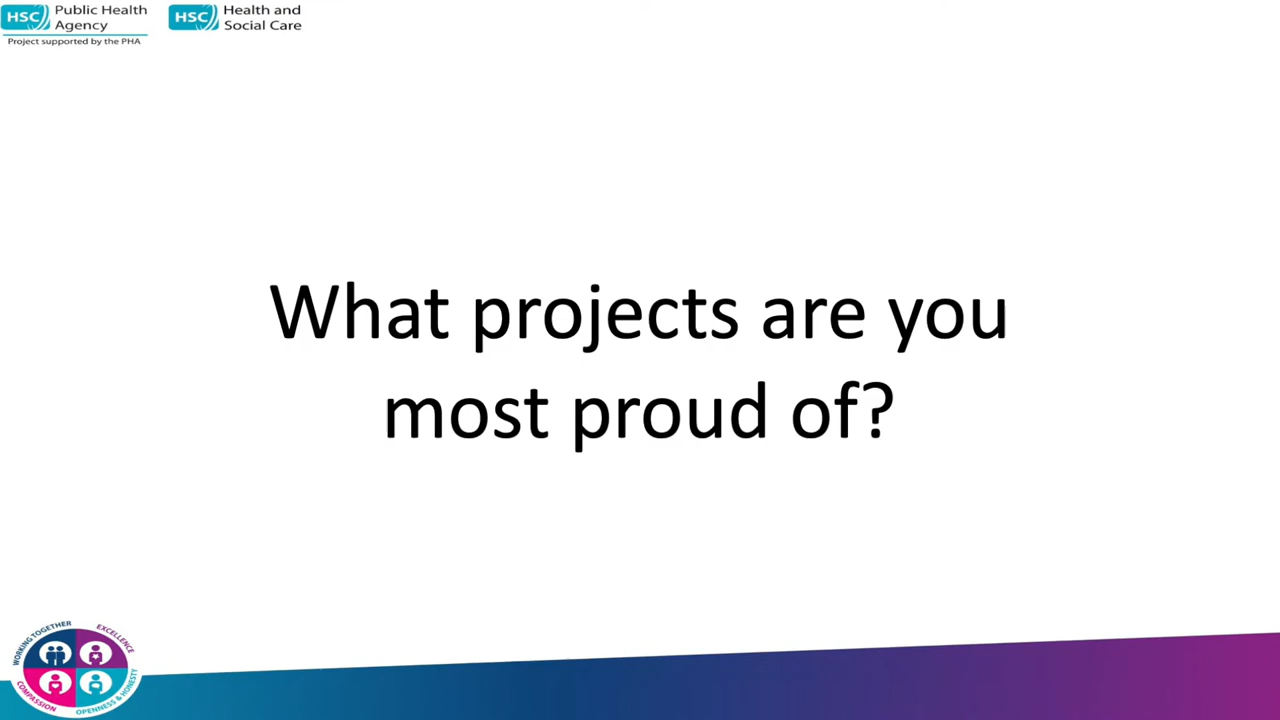 HSC Public Health
Agency
Project supported by the PHA
HSC Health and
Social Care
What projects are you
most proud of?
WORKING TOGETHER
EXCELLENCE
COMPASSION
OPENNESS & HONESTY